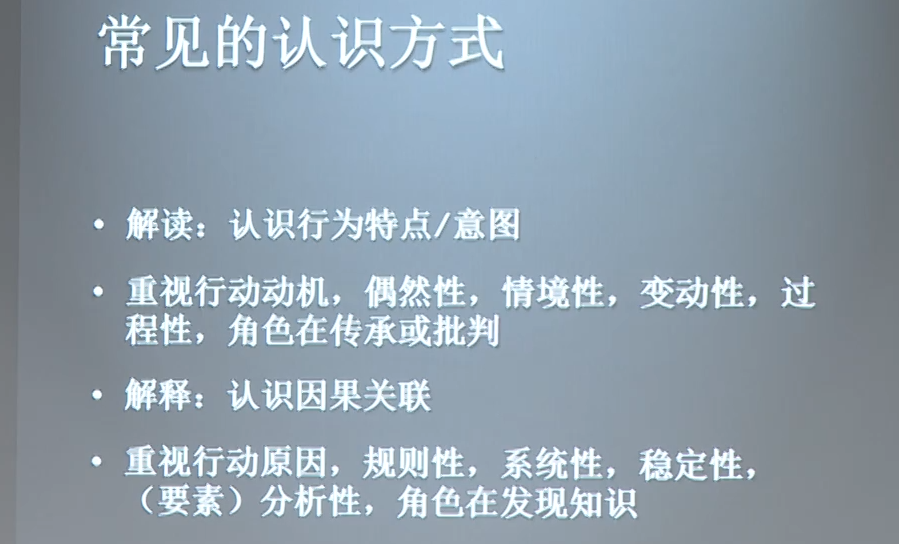 常见的认识方式
• 解读：认识行为特点/意图
• 重视行动动机，偶然性，情境性，变动性，过
程性，角色在传承或批判
• 解释：认识因果关联
• 重视行动原因，规则性，系统性，稳定性，
（要素）分析性，角色在发现知识